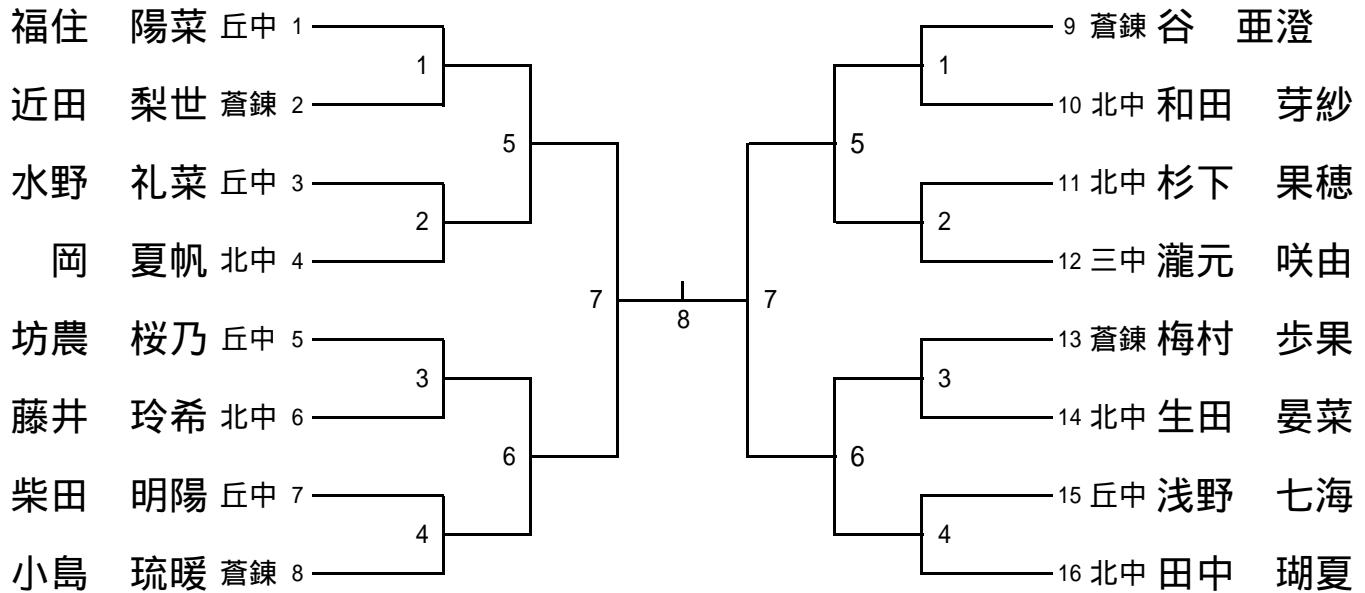 福住　陽菜 丘中 1
近田　梨世 蒼錬 2
水野　礼菜 丘中 3
岡　夏帆 北中 4
坊農　桜乃 丘中 5
藤井　玲希 北中 6
柴田　明陽 丘中 7
小島　琉暖 蒼錬 8
1
2
3
4
5
6
7
8
7
5
6
1
2
3
4
9 蒼錬 谷　亜澄
10 北中 和田　芽紗
11 北中 杉下　果穂
12 三中 瀧元　咲由
13 蒼錬 梅村　歩果
14 北中 生田　晏菜
15 丘中 浅野　七海
16 北中 田中　瑚夏